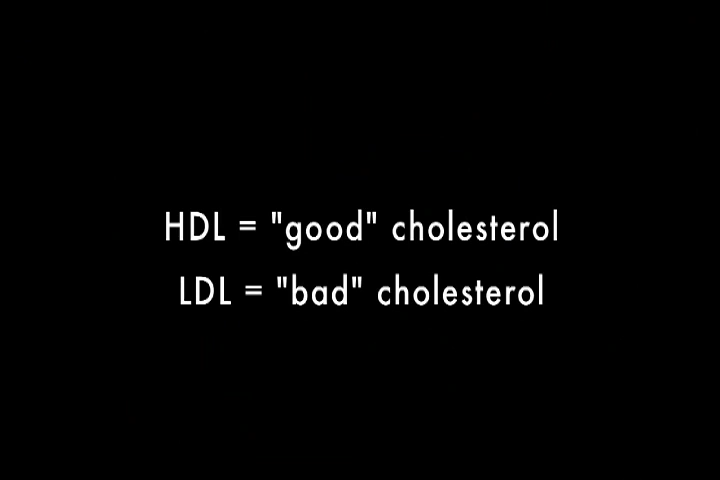 HDL = "good" cholesterol
LDL = "bad" cholesterol